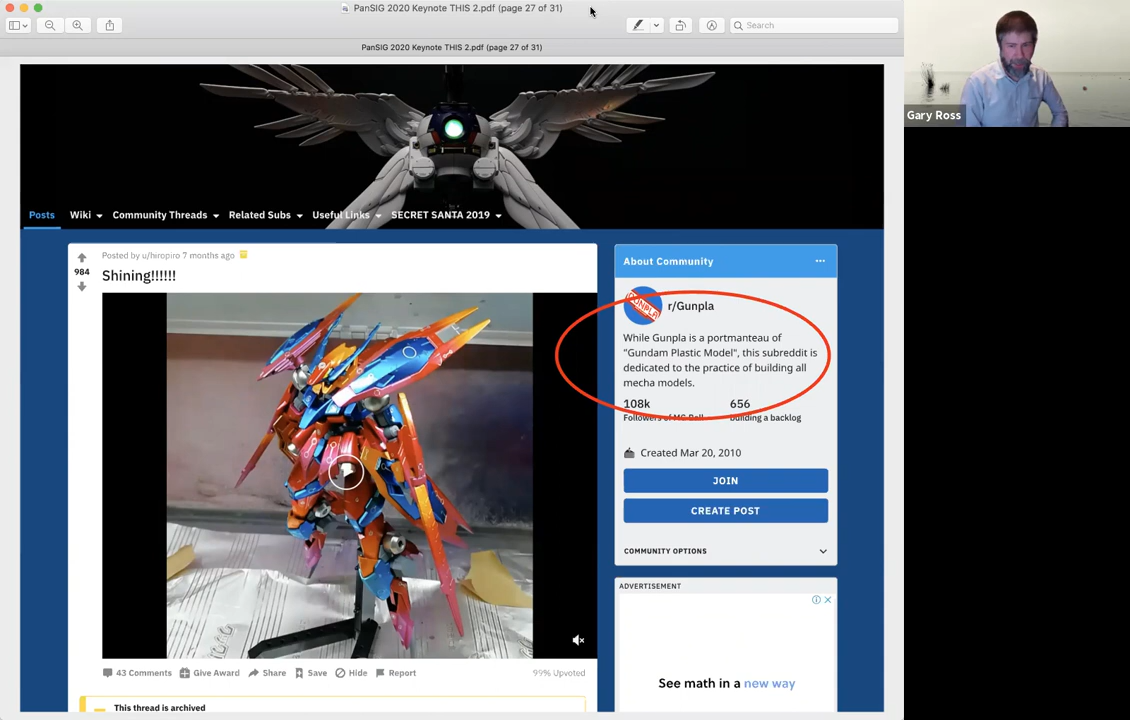 PanSIG 2020 Keynote THIS 2.pdf (page 27 of 31)
Search
PanSIG 2020 Keynote THIS 2.pdf (page 27 of 31)
Gary Ross
Posts Wiki Community Threads Related Subs Useful Links SECRET SANTA 2019
Posted by u/hiropiro 7 months ago
984
Shining!!!!!!
43 Comments Give Award Share Save Hide Report 99% Upvoted
This thread is archived
About Community
GUNPLA
r/Gunpla
While Gunpla is a portmanteau of
"Gundam Plastic Model", this subreddit is
dedicated to the practice of building all
mecha models.
108k 656
Followers of MG Ball building a backlog
Created Mar 20, 2010
JOIN
CREATE POST
COMMUNITY OPTIONS
ADVERTISEMENT
See math in a new way